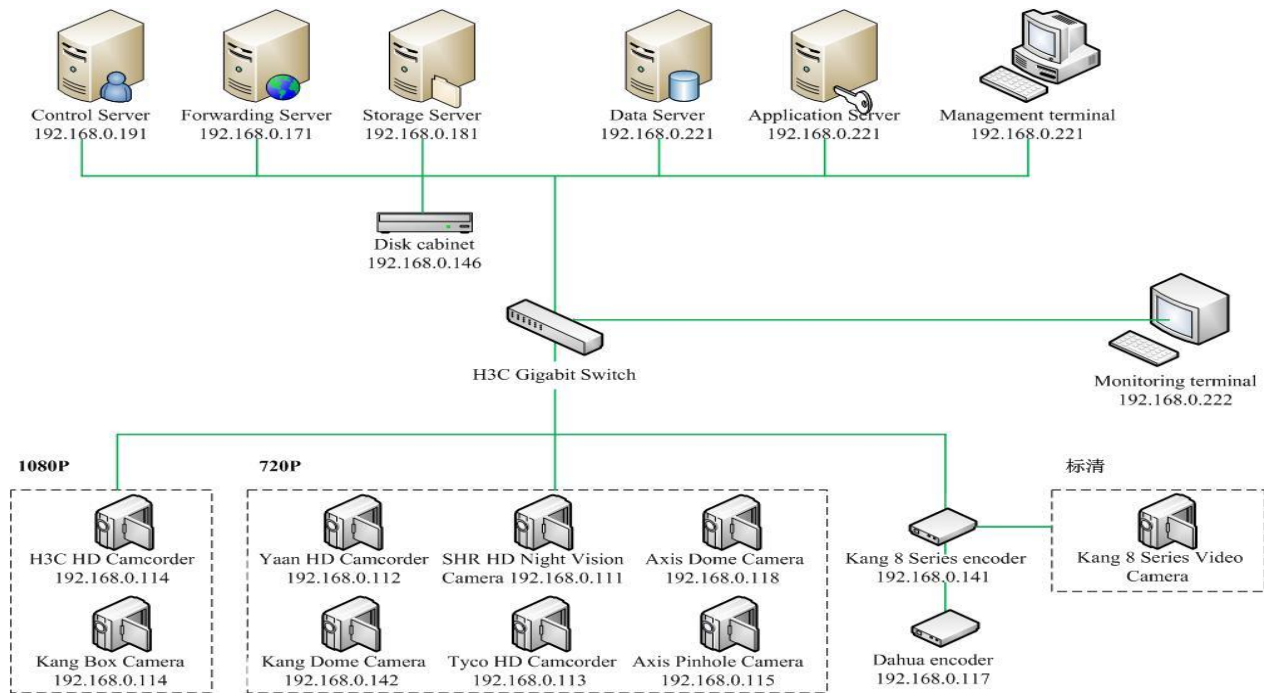 Control Server
192.168.0.191
Forwarding Server
192.168.0.171
Storage Server
192.168.0.181
Data Server
192.168.0.221
Application Server
192.168.0.221
Management terminal
192.168.0.221
Disk cabinet
192.168.0.146
H3C Gigabit Switch
Monitoring terminal
192.168.0.222
1080P
720P
标清
H3C HD Camcorder
192.168.0.114
Yaan HD Camcorder
192.168.0.112
SHR HD Night Vision
Camera 192.168.0.111
Axis Dome Camera
192.168.0.118
Kang 8 Series encoder
192.168.0.141
Kang 8 Series Video
Camera
Kang Box Camera
192.168.0.114
Kang Dome Camera
192.168.0.142
Tyco HD Camcorder
192.168.0.113
Axis Pinhole Camera
192.168.0.115
Dahua encoder
192.168.0.117